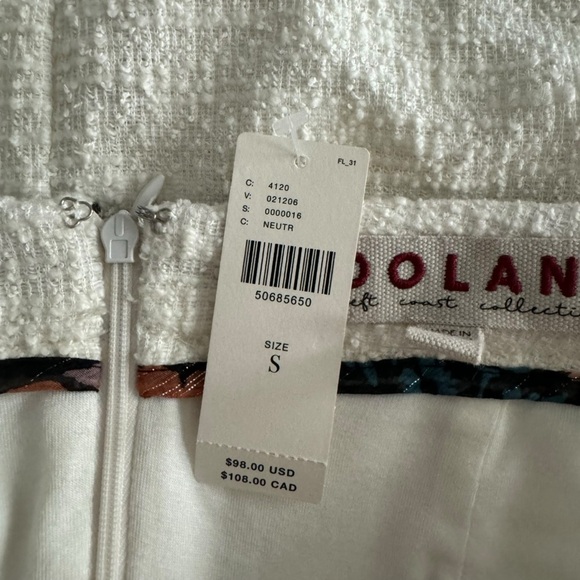 FL_31
C: 4120
V: 021206
S: 0000016
C: NEUTR
50685650
SIZE
S
$98.00 USD
$108.00 CAD
OOLAN
eft coast collecti
MADE IN